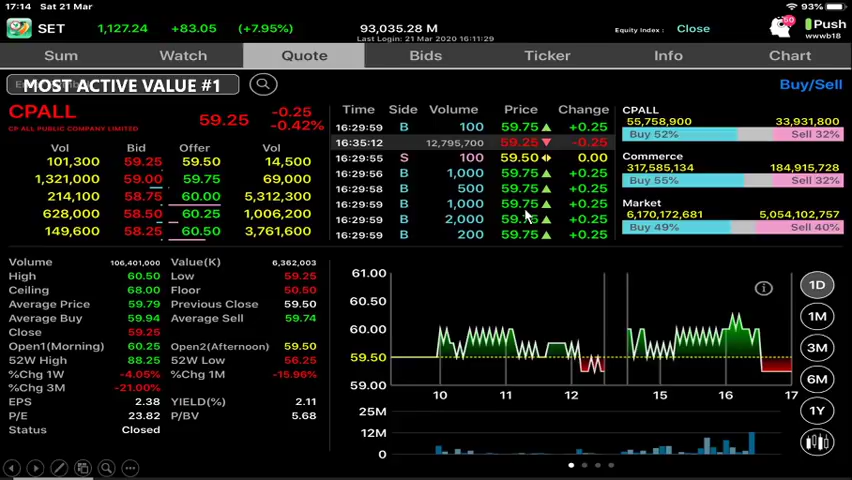 17:14 Sat 21 Mar 93%
SET 1,127.24 +83.05 (+7.95%) 93,035.28 M Equity Index : Close 50 Push
Last Login: 21 Mar 2020 16:11:29 wwwb18
Sum Watch Quote Bids Ticker Info Chart
MOST ACTIVE VALUE #1 Buy/Sell
CPALL 59.25 -0.25 -0.42%
CP ALL PUBLIC COMPANY LIMITED
Vol Bid Offer Vol
101,300 59.25 59.50 14,500
1,321,000 59.00 59.75 69,000
214,100 58.75 60.00 5,312,300
628,000 58.50 60.25 1,006,200
149,600 58.25 60.50 3,761,600
Time Side Volume Price Change
16:29:59 B 100 59.75 +0.25
16:35:12 12,795,700 59.25 -0.25
16:29:55 S 100 59.50 0.00
16:29:56 B 1,000 59.75 +0.25
16:29:58 B 500 59.75 +0.25
16:29:59 B 1,000 59.75 +0.25
16:29:59 B 2,000 59.75 +0.25
16:29:59 B 200 59.75 +0.25
CPALL
55,758,900 33,931,800
Buy 52% Sell 32%
Commerce
317,585,134 184,915,728
Buy 55% Sell 32%
Market
6,170,172,681 5,054,102,757
Buy 49% Sell 40%
Volume 106,401,000 Value(K) 6,362,003
High 60.50 Low 59.25
Ceiling 68.00 Floor 50.50
Average Price 59.79 Previous Close 59.50
Average Buy 59.94 Average Sell 59.74
Close 59.25
Open1(Morning) 60.25 Open2(Afternoon) 59.50
52W High 88.25 52W Low 56.25
%Chg 1W -4.05% %Chg 1M -15.96%
%Chg 3M -21.00%
EPS 2.38 YIELD(%) 2.11
P/E 23.82 P/BV 5.68
Status Closed
61.00
60.50
60.00
59.50
59.00
10 11 12 15 16 17
25M
12M
0
1D
1M
3M
6M
1Y